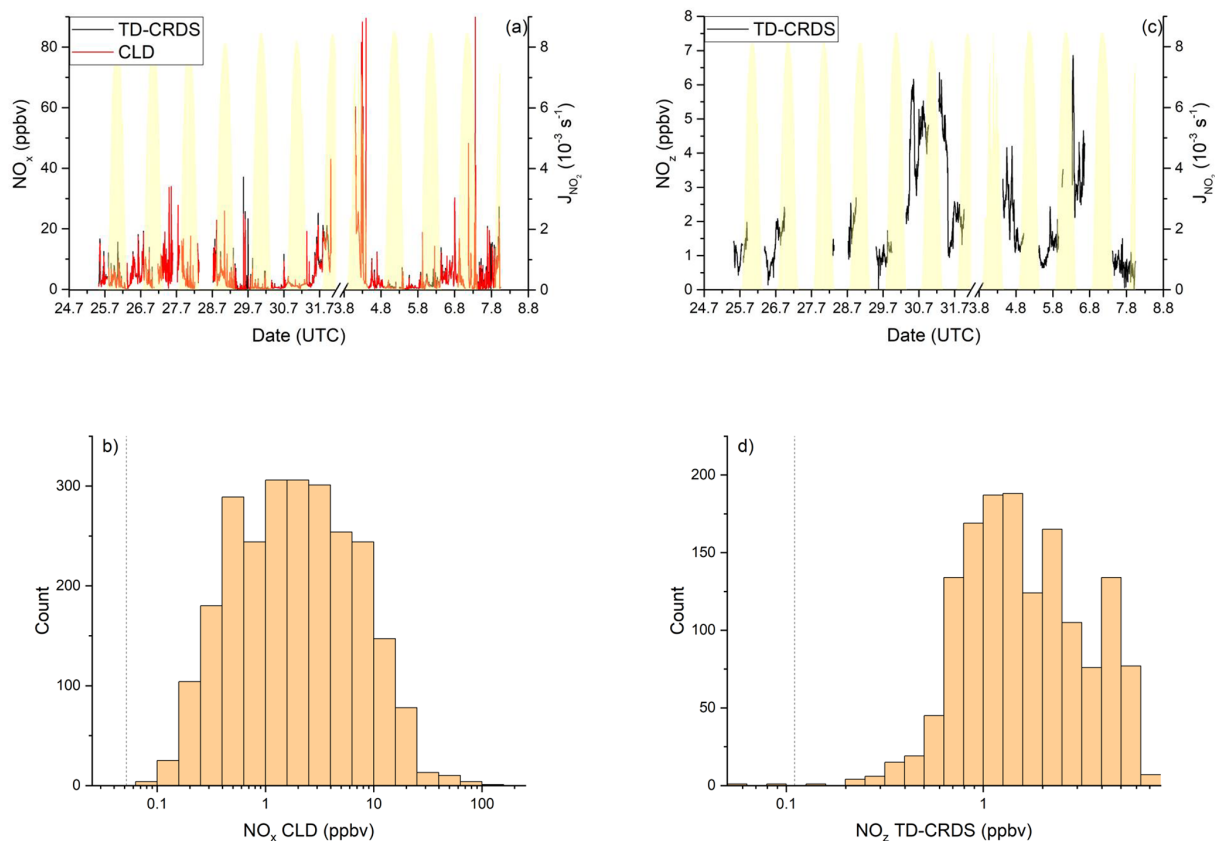 (a)
TD-CRDS
CLD
80
60
40
20
0
NOx (ppbv)
8
6
4
2
0
JNO2 (10-3 s-1)
24.7 25.7 26.7 27.7 28.7 29.7 30.7 31.7 3.8 4.8 5.8 6.8 7.8 8.8
Date (UTC)
(c)
TD-CRDS
8
7
6
5
4
3
2
1
0
NOz (ppbv)
8
6
4
2
0
JNO2 (10-3 s-1)
24.7 25.7 26.7 27.7 28.7 29.7 30.7 31.7 3.8 4.8 5.8 6.8 7.8 8.8
Date (UTC)
b)
300
200
100
0
Count
0.1 1 10 100
NOx CLD (ppbv)
d)
200
150
100
50
0
Count
0.1 1
NOz TD-CRDS (ppbv)